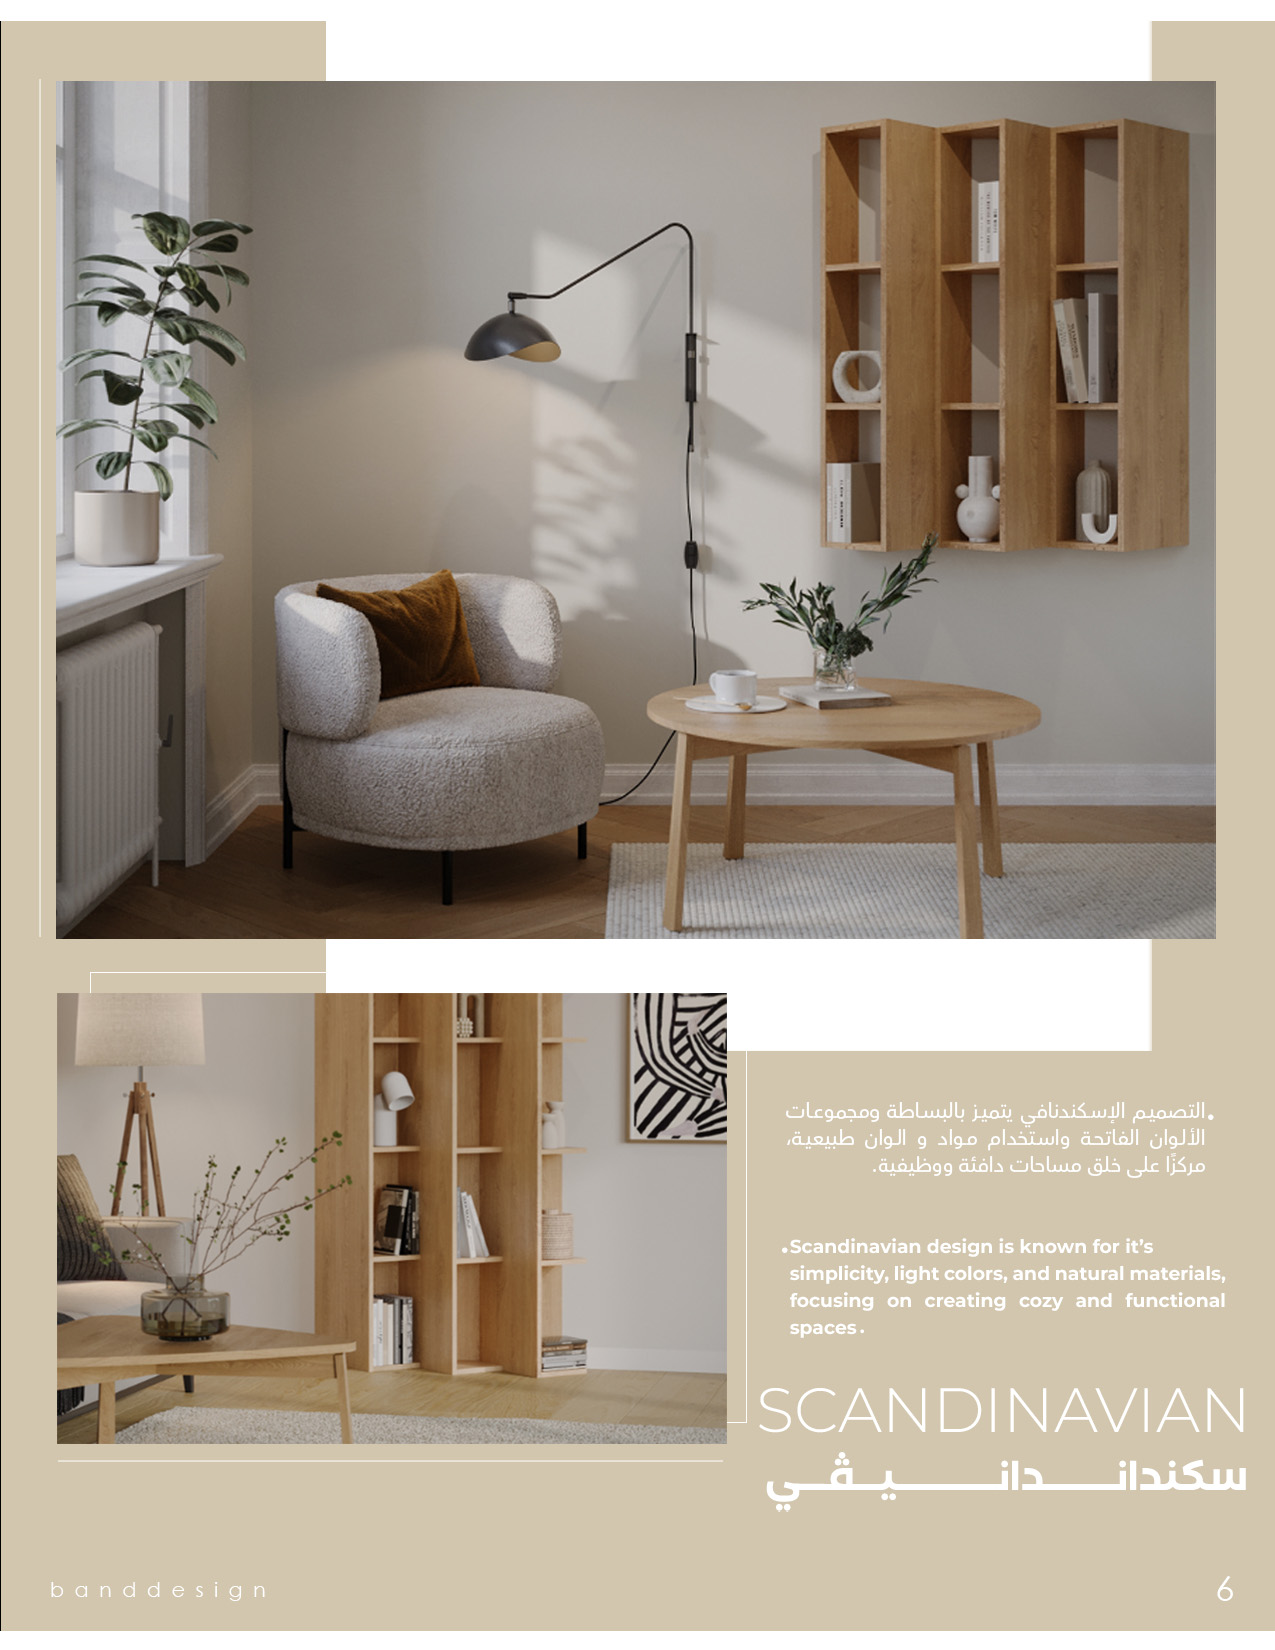 التصميم الإسكندنافي يتميز بالبساطة ومجموعات
الألوان الفاتحة واستخدام مواد و الوان طبيعية،
مركزًا على خلق مساحات دافئة ووظيفية.
Scandinavian design is known for it’s
simplicity, light colors, and natural materials,
focusing on creating cozy and functional
spaces.
SCANDINAVIAN
سكندانـــدانـــــيـڤـي
banddesign
6